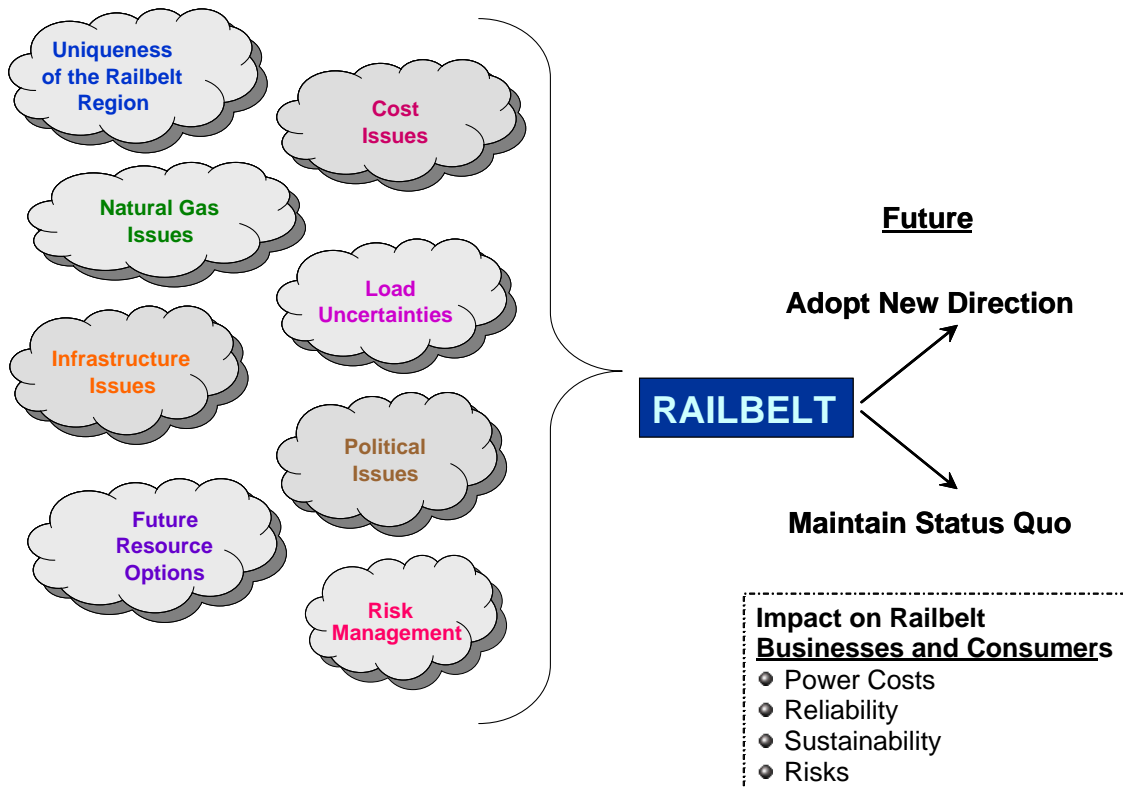 Uniqueness
of the Railbelt
Region
Cost
Issues
Natural Gas
Issues
Load
Uncertainties
Infrastructure
Issues
Political
Issues
Future
Resource
Options
Risk
Management
RAILBELT
Future
Adopt New Direction
Maintain Status Quo
Impact on Railbelt
Businesses and Consumers
Power Costs
Reliability
Sustainability
Risks